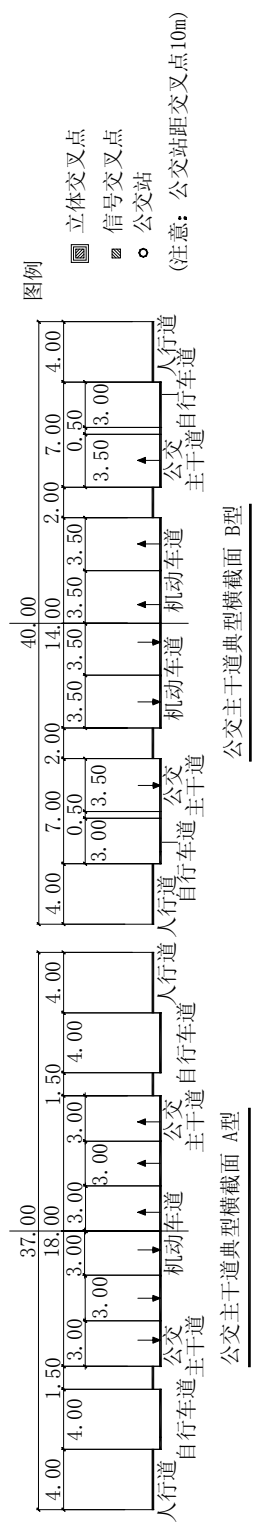 37.00
4.00 1.50 18.00 1.50 4.00
4.00 3.00 3.00 3.00 3.00 4.00
3.00 3.00
人行道 自行车道 公交主干道 机动车道 公交主干道 自行车道 人行道
公交主干道典型横截面 A型
40.00
4.00 7.00 2.00 14.00 2.00 7.00 4.00
0.50 3.50 3.50 3.50 3.50 0.50
3.00 3.50 3.50 3.00
人行道 自行车道 公交主干道 机动车道 机动车道 公交主干道 自行车道 人行道
公交主干道典型横截面 B型
图例
立体交叉点
信号交叉点
公交站
(注意: 公交站距交叉点10m)